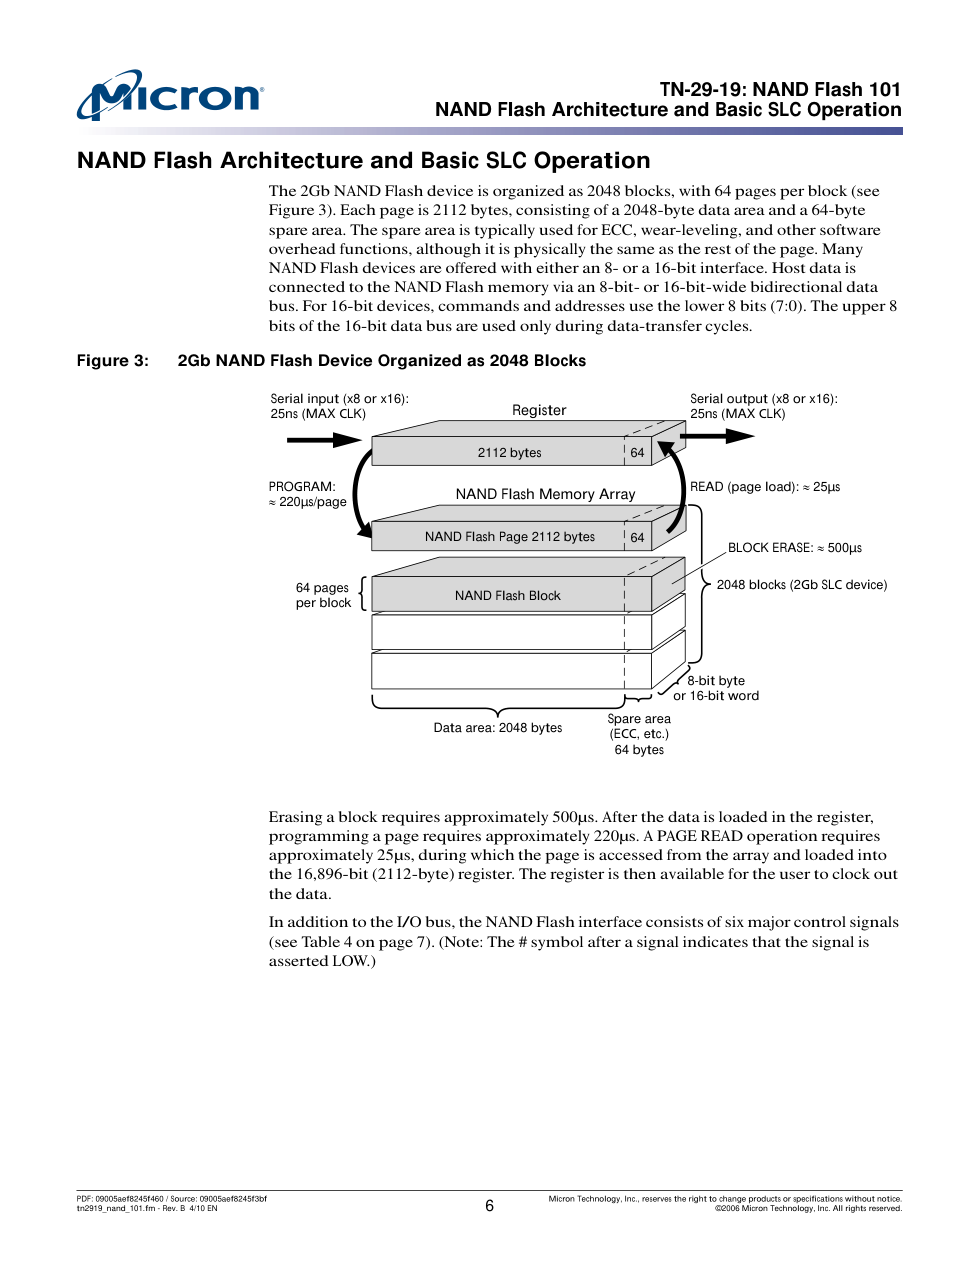 Micron®
TN-29-19: NAND Flash 101
NAND Flash Architecture and Basic SLC Operation
NAND Flash Architecture and Basic SLC Operation
The 2Gb NAND Flash device is organized as 2048 blocks, with 64 pages per block (see
Figure 3). Each page is 2112 bytes, consisting of a 2048-byte data area and a 64-byte
spare area. The spare area is typically used for ECC, wear-leveling, and other software
overhead functions, although it is physically the same as the rest of the page. Many
NAND Flash devices are offered with either an 8- or a 16-bit interface. Host data is
connected to the NAND Flash memory via an 8-bit- or 16-bit-wide bidirectional data
bus. For 16-bit devices, commands and addresses use the lower 8 bits (7:0). The upper 8
bits of the 16-bit data bus are used only during data-transfer cycles.
Figure 3: 2Gb NAND Flash Device Organized as 2048 Blocks
Serial input (x8 or x16):
25ns (MAX CLK)
Register
Serial output (x8 or x16):
25ns (MAX CLK)
2112 bytes
64
PROGRAM:
≈ 220μs/page
NAND Flash Memory Array
READ (page load): ≈ 25μs
NAND Flash Page 2112 bytes
64
BLOCK ERASE: ≈ 500μs
64 pages
per block
NAND Flash Block
2048 blocks (2Gb SLC device)
8-bit byte
or 16-bit word
Data area: 2048 bytes
Spare area
(ECC, etc.)
64 bytes
Erasing a block requires approximately 500μs. After the data is loaded in the register,
programming a page requires approximately 220μs. A PAGE READ operation requires
approximately 25μs, during which the page is accessed from the array and loaded into
the 16,896-bit (2112-byte) register. The register is then available for the user to clock out
the data.
In addition to the I/O bus, the NAND Flash interface consists of six major control signals
(see Table 4 on page 7). (Note: The # symbol after a signal indicates that the signal is
asserted LOW.)
PDF: 09005aef8245f460 / Source: 09005aef8245f3bf
tn2919_nand_101.fm - Rev. B 4/10 EN
6
Micron Technology, Inc., reserves the right to change products or specifications without notice.
©2006 Micron Technology, Inc. All rights reserved.